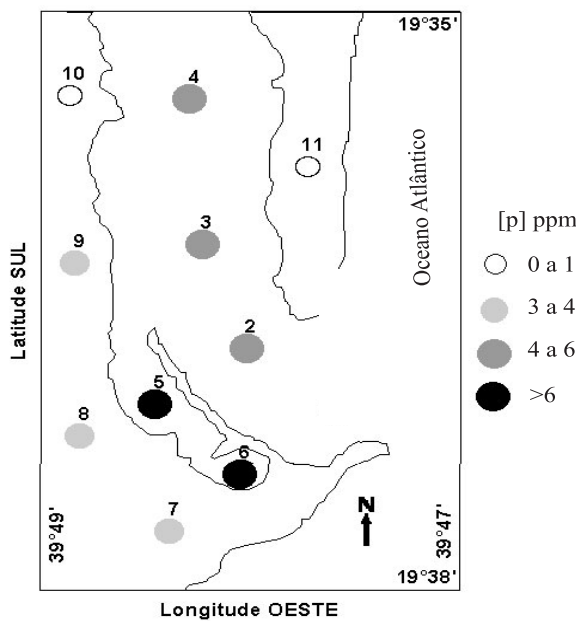 19°35'
10
4
11
Oceano Atlântico
[p] ppm
3
9
0 a 1
Latitude SUL
3 a 4
2
4 a 6
5
>6
8
6
7
N
39°49'
39°47'
19°38'
Longitude OESTE